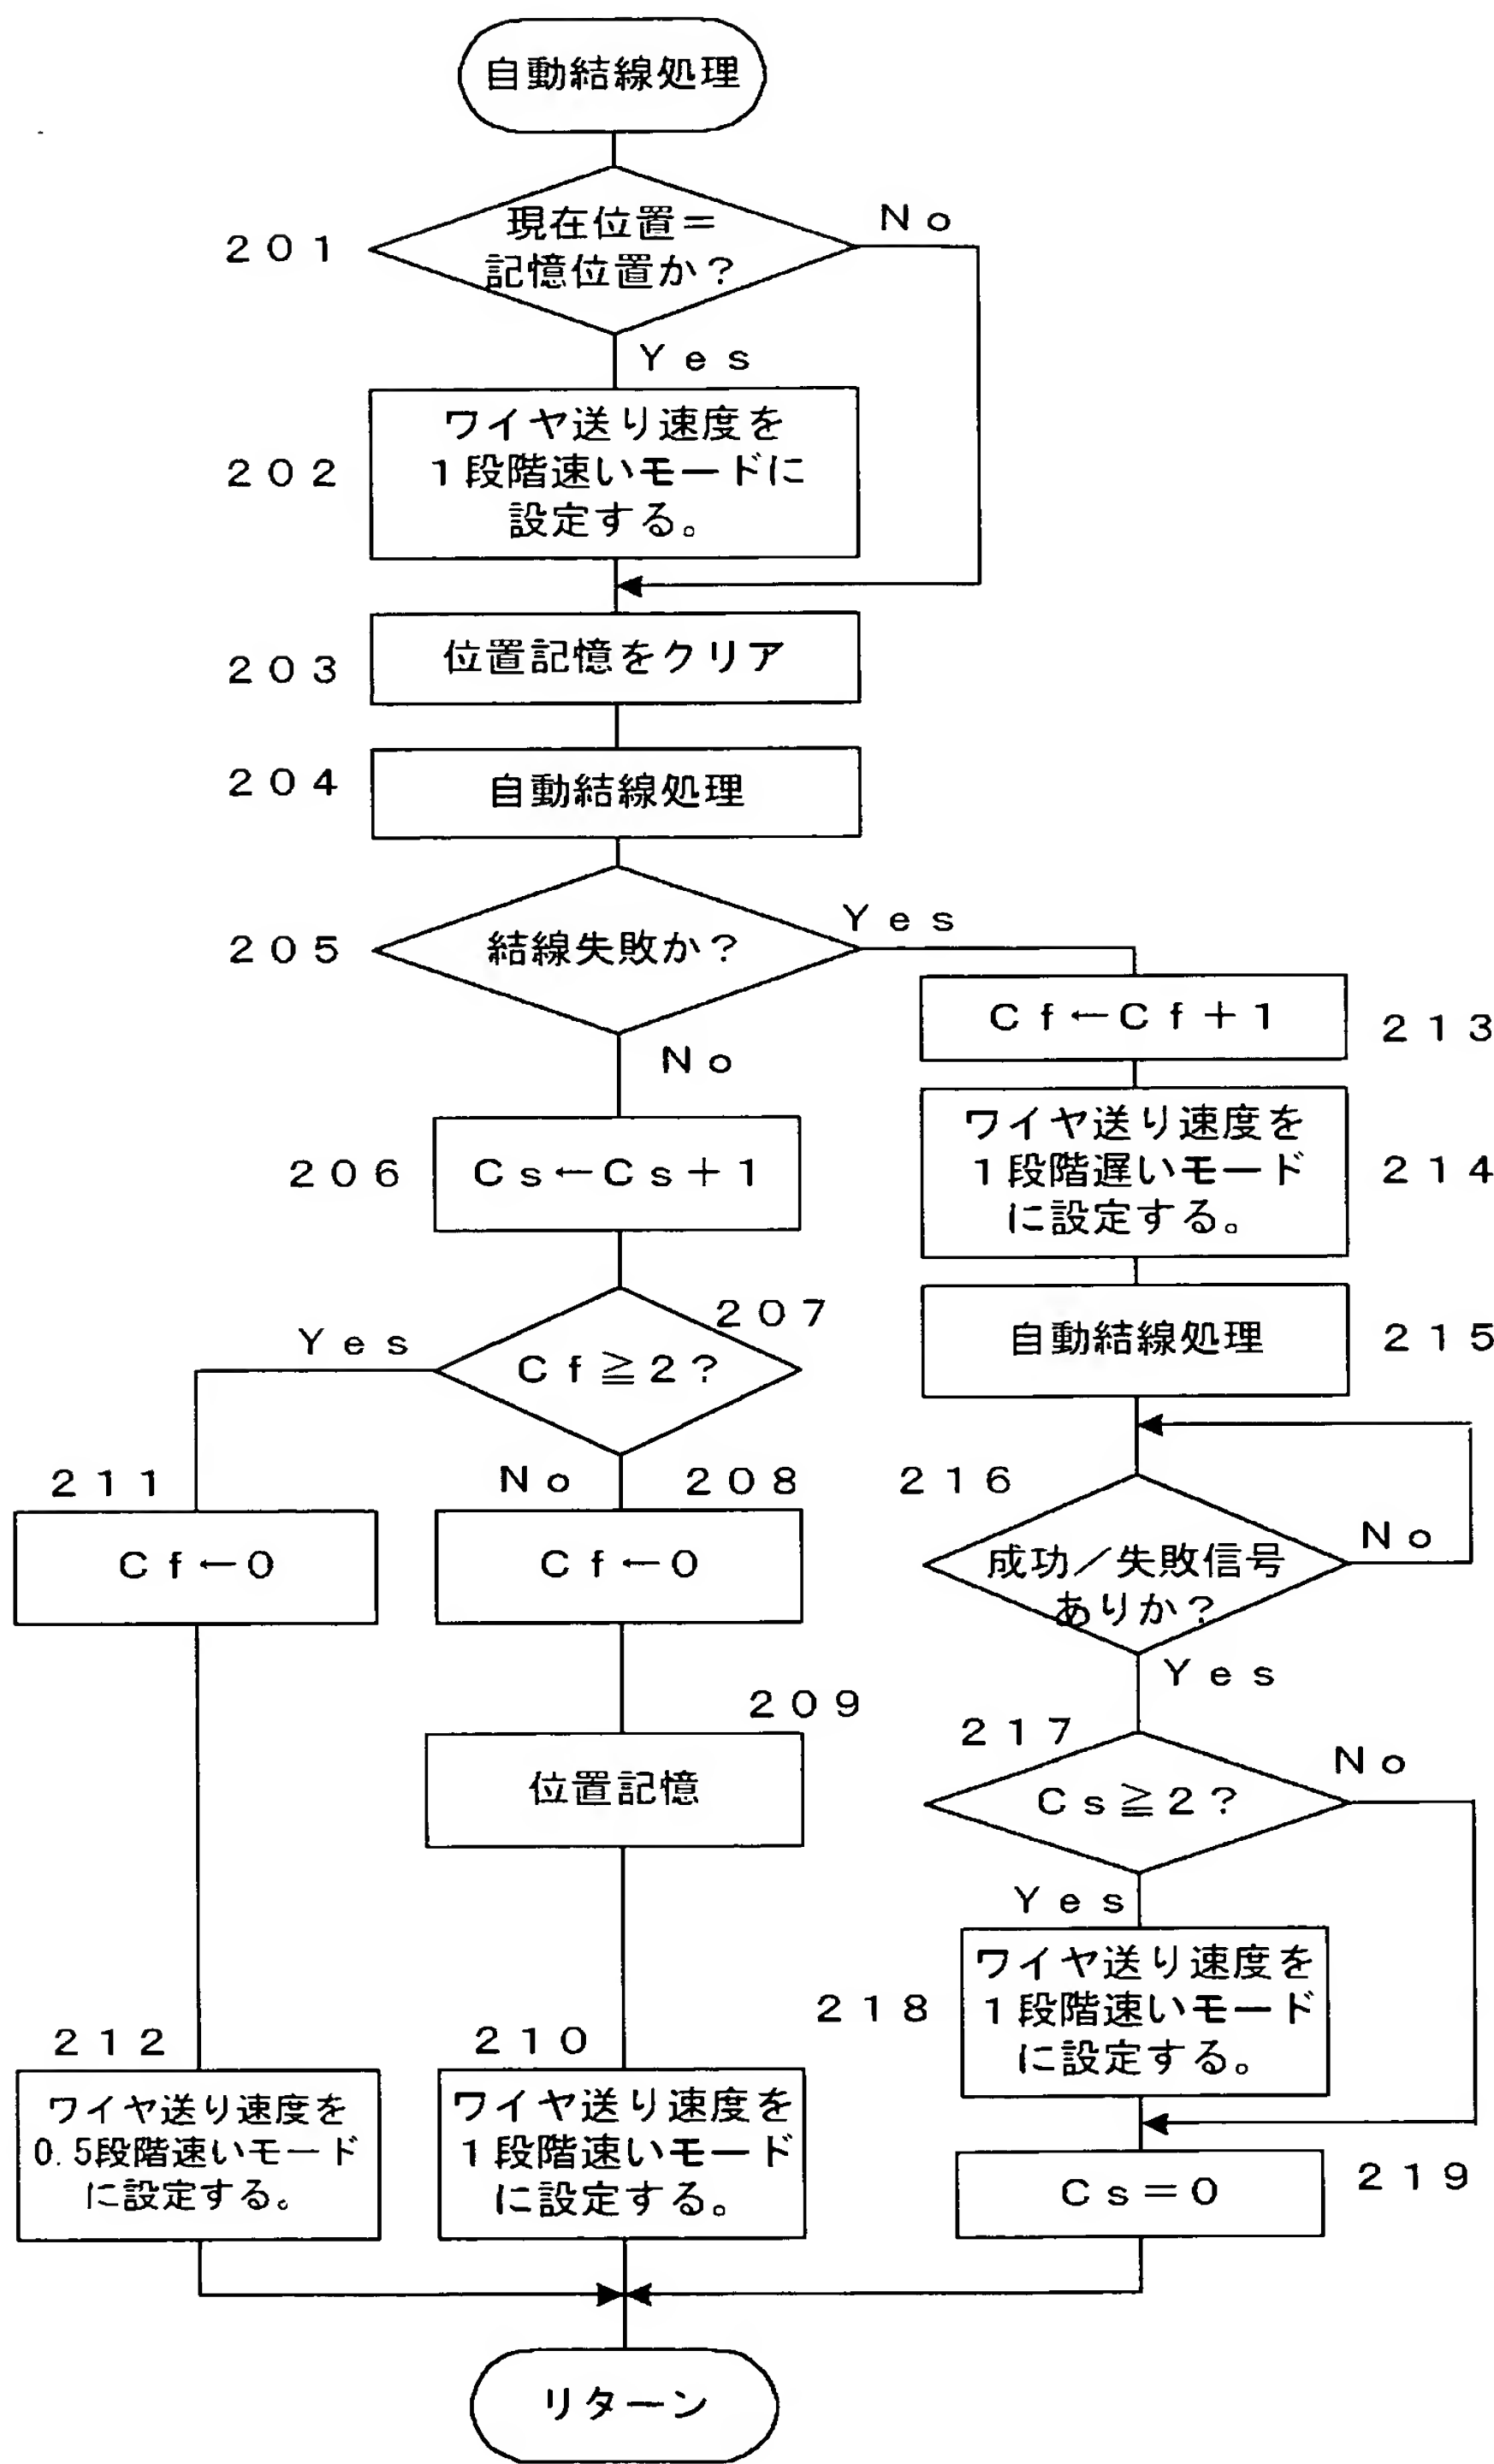 自動結線処理
201
現在位置＝
記憶位置か？
No
Yes
202
ワイヤ送り速度を
１段階速いモードに
設定する。
203
位置記憶をクリア
204
自動結線処理
205
結線失敗か？
Yes
No
Ｃｆ←Ｃｆ＋１
213
206
Ｃｓ←Ｃｓ＋１
ワイヤ送り速度を
１段階遅いモード
に設定する。
214
207
Ｃｆ≧２？
Yes
No
自動結線処理
215
211
Ｃｆ←０
208
Ｃｆ←０
216
成功／失敗信号
ありか？
No
Yes
209
位置記憶
217
Ｃｓ≧２？
No
Yes
218
ワイヤ送り速度を
１段階速いモード
に設定する。
212
ワイヤ送り速度を
0.5段階速いモード
に設定する。
210
ワイヤ送り速度を
１段階速いモード
に設定する。
Ｃｓ＝０
219
リターン